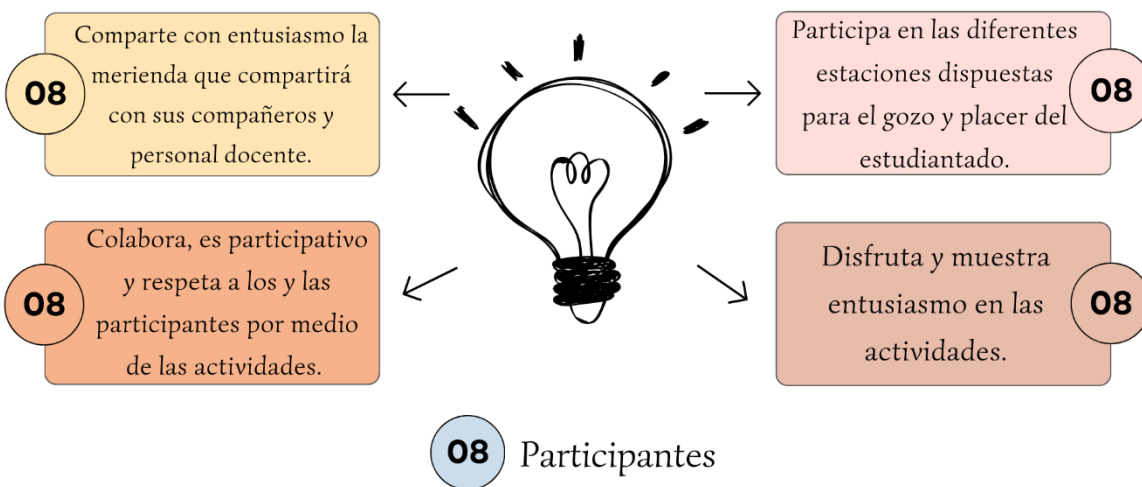 Comparte con entusiasmo la
merienda que compartirá
con sus compañeros y
personal docente.
08
Participa en las diferentes
estaciones dispuestas
para el gozo y placer del
estudiantado.
08
Colabora, es participativo
y respeta a los y las
participantes por medio
de las actividades.
08
Disfruta y muestra
entusiasmo en las
actividades.
08
08 Participantes